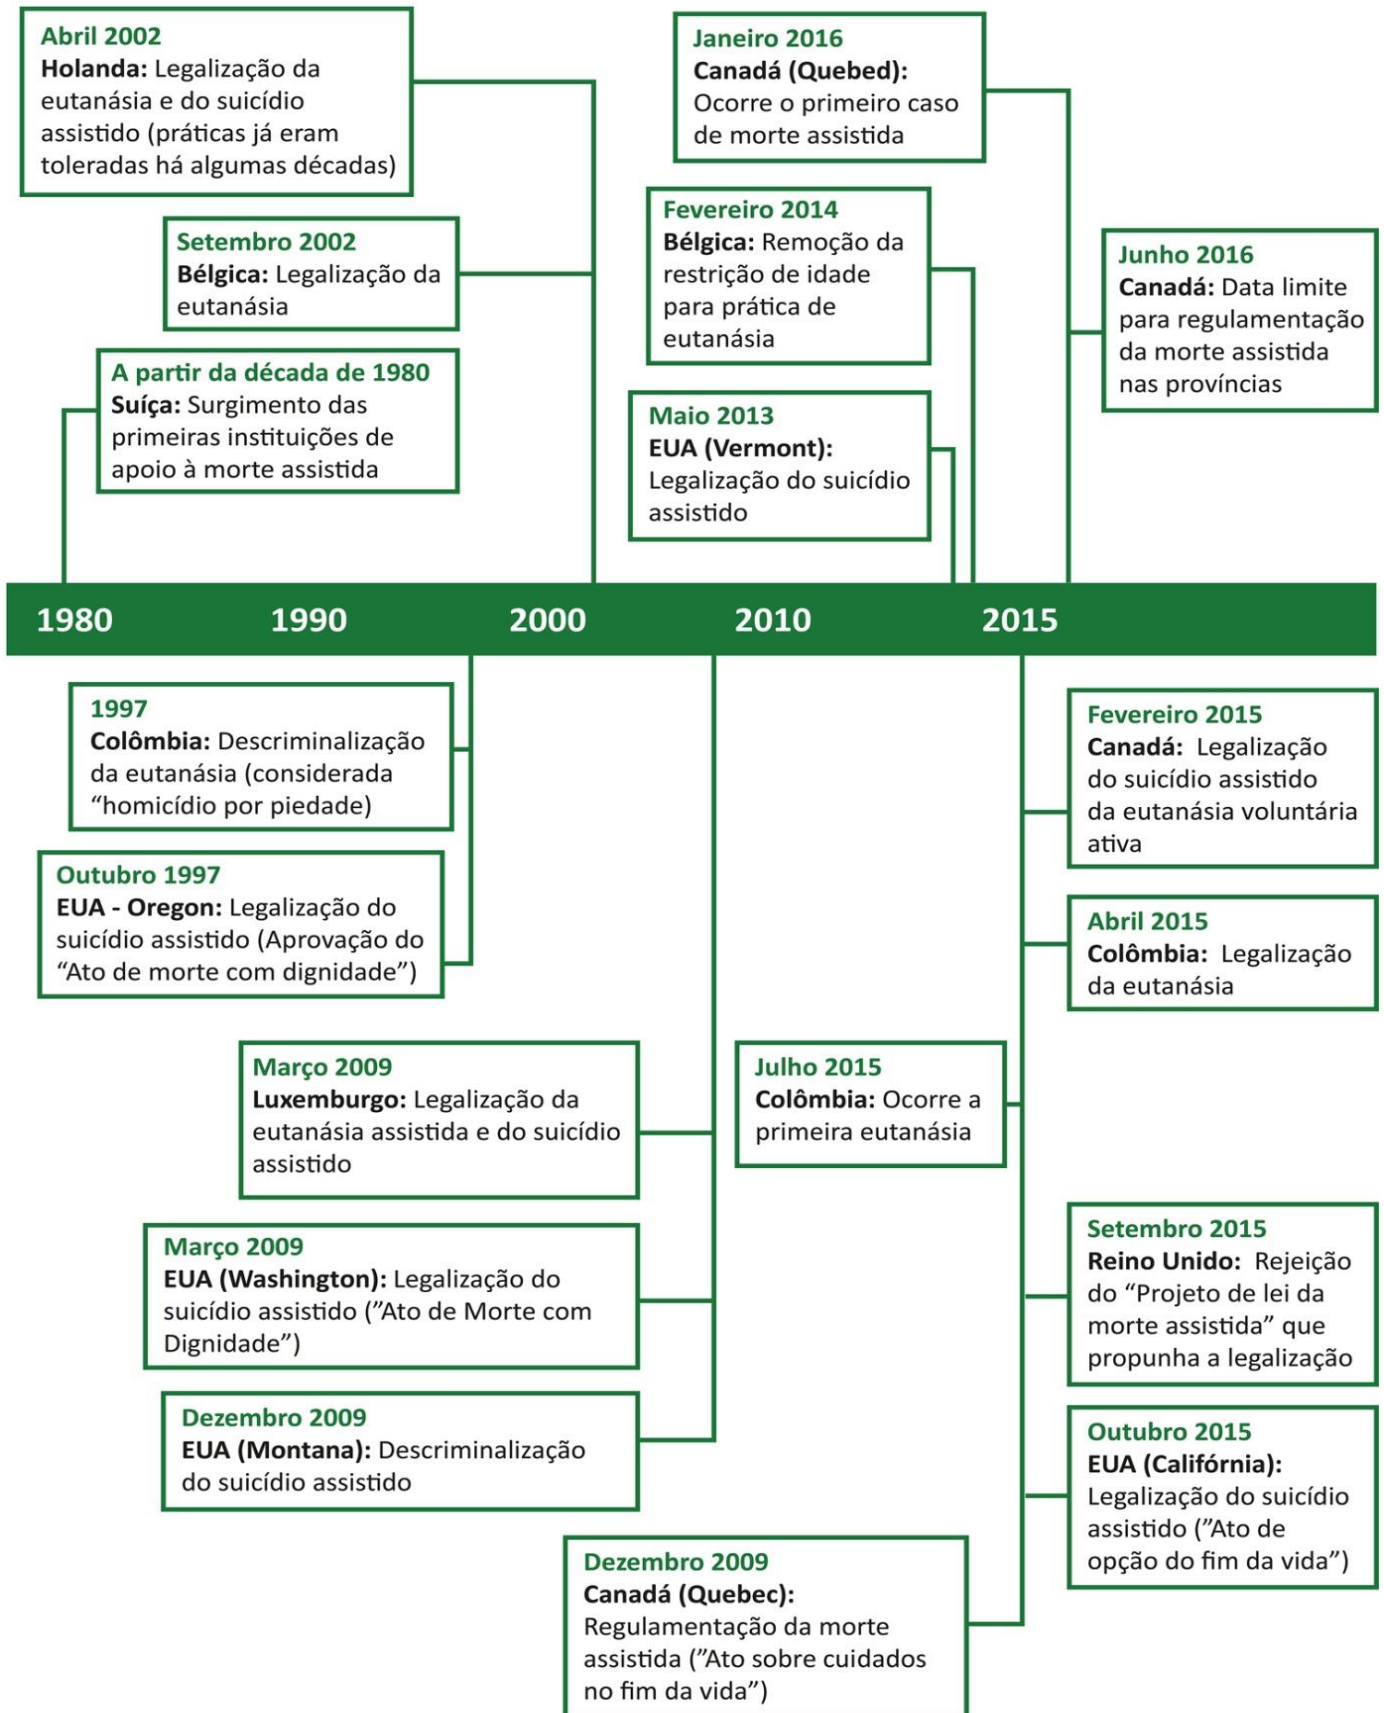 Abril 2002
Holanda: Legalização da
eutanásia e do suicídio
assistido (práticas já eram
toleradas há algumas décadas)
Setembro 2002
Bélgica: Legalização da
eutanásia
A partir da década de 1980
Suíça: Surgimento das
primeiras instituições de
apoio à morte assistida
Janeiro 2016
Canadá (Quebed):
Ocorre o primeiro caso
de morte assistida
Fevereiro 2014
Bélgica: Remoção da
restrição de idade
para prática de
eutanásia
Maio 2013
EUA (Vermont):
Legalização do suicídio
assistido
Junho 2016
Canadá: Data limite
para regulamentação
da morte assistida
nas províncias
1980 1990 2000 2010 2015
1997
Colômbia: Descriminalização
da eutanásia (considerada
“homicídio por piedade)
Outubro 1997
EUA - Oregon: Legalização do
suicídio assistido (Aprovação do
“Ato de morte com dignidade”)
Março 2009
Luxemburgo: Legalização da
eutanásia assistida e do suicídio
assistido
Março 2009
EUA (Washington): Legalização do
suicídio assistido (”Ato de Morte com
Dignidade”)
Dezembro 2009
EUA (Montana): Descriminalização
do suicídio assistido
Fevereiro 2015
Canadá: Legalização
do suicídio assistido
da eutanásia voluntária
ativa
Abril 2015
Colômbia: Legalização
da eutanásia
Julho 2015
Colômbia: Ocorre a
primeira eutanásia
Setembro 2015
Reino Unido: Rejeição
do “Projeto de lei da
morte assistida” que
propunha a legalização
Outubro 2015
EUA (Califórnia):
Legalização do suicídio
assistido (”Ato de
opção do fim da vida”)
Dezembro 2009
Canadá (Quebec):
Regulamentação da morte
assistida (”Ato sobre cuidados
no fim da vida”)